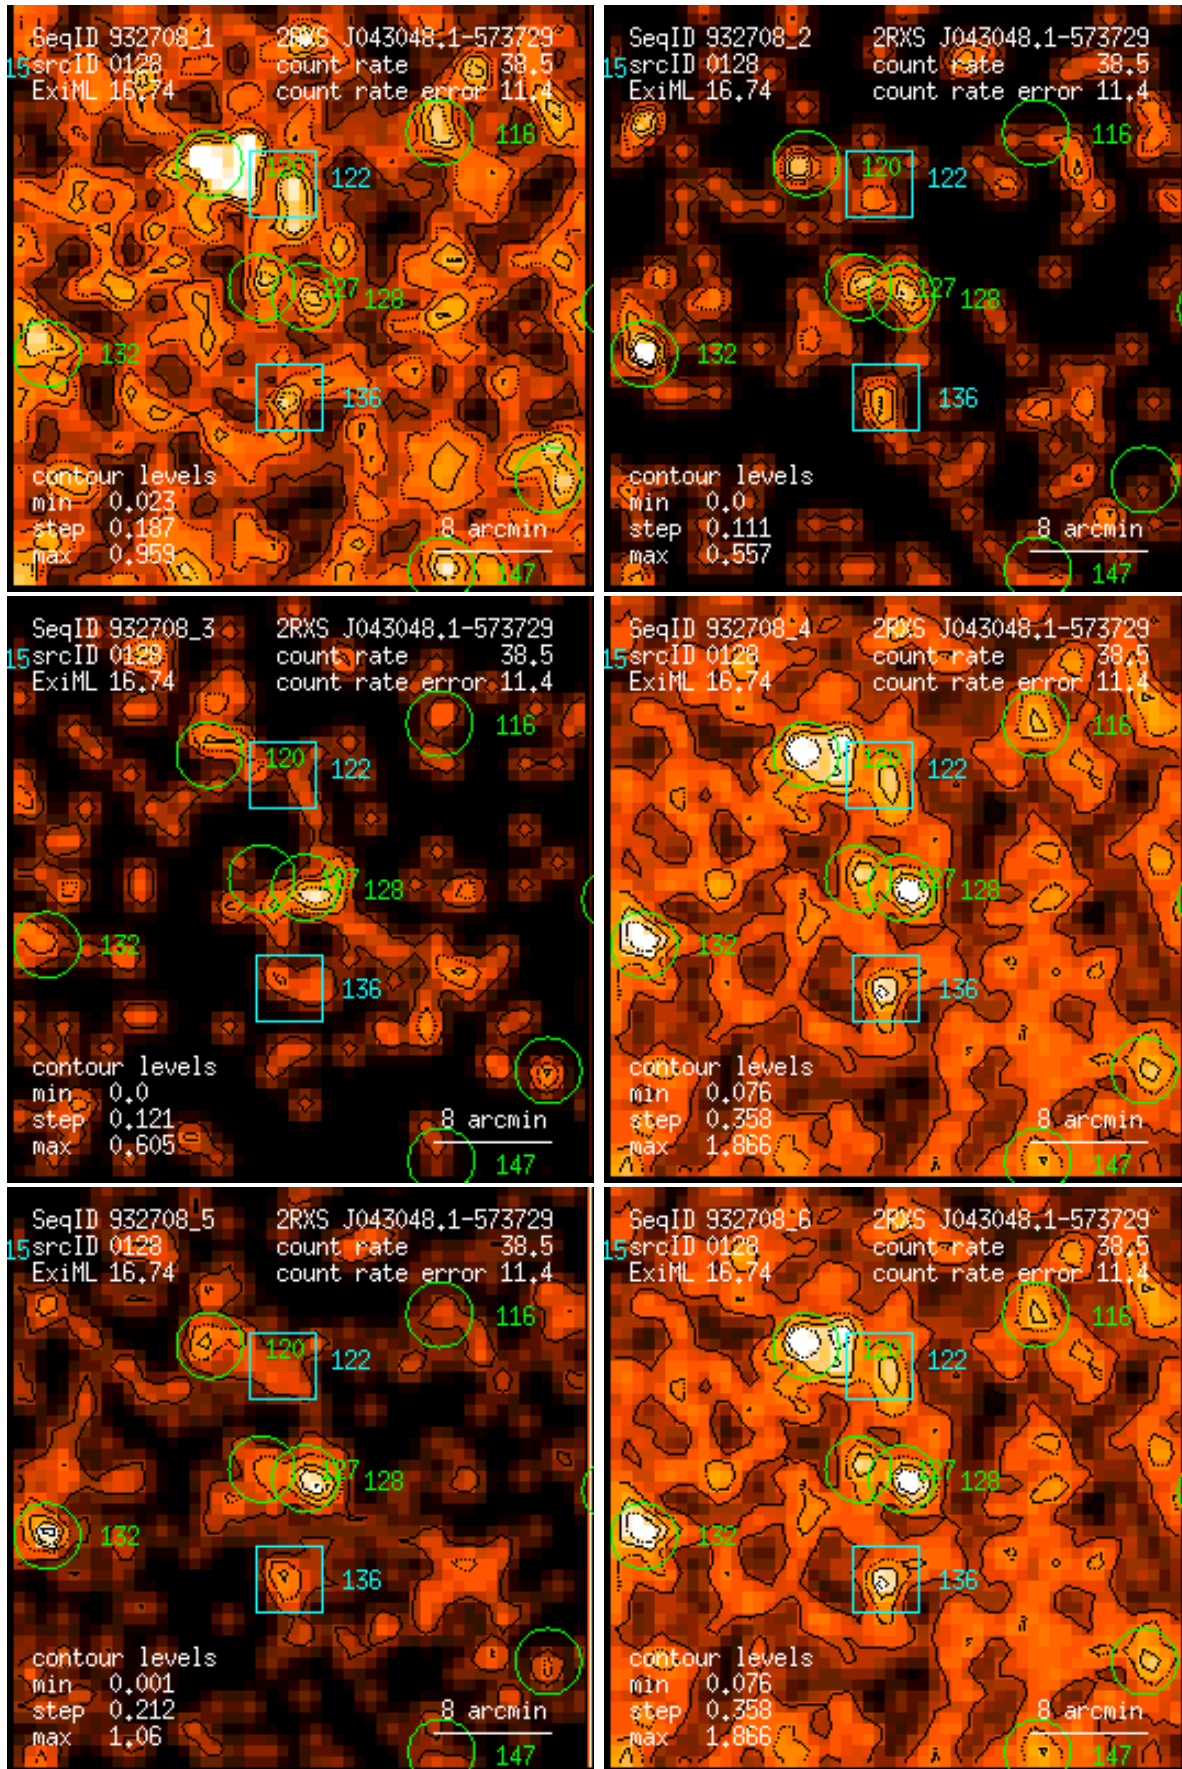 SeqID 932708_1 2RXS J043048.1-573729
15 srcID 0128 count rate 38.5
ExiML 16.74 count rate error 11.4
116
120 122
127 128
132
136
contour levels
min 0.023
step 0.187 8 arcmin
max 0.959
147
SeqID 932708_2 2RXS J043048.1-573729
15 srcID 0128 count rate 38.5
ExiML 16.74 count rate error 11.4
116
120 122
127 128
132
136
contour levels
min 0.0
step 0.111 8 arcmin
max 0.557
147
SeqID 932708_3 2RXS J043048.1-573729
15 srcID 0128 count rate 38.5
ExiML 16.74 count rate error 11.4
116
120 122
127 128
132
136
contour levels
min 0.0
step 0.121 8 arcmin
max 0.605
147
SeqID 932708_4 2RXS J043048.1-573729
15 srcID 0128 count rate 38.5
ExiML 16.74 count rate error 11.4
116
120 122
127 128
132
136
contour levels
min 0.076
step 0.358 8 arcmin
max 1.866
147
SeqID 932708_5 2RXS J043048.1-573729
15 srcID 0128 count rate 38.5
ExiML 16.74 count rate error 11.4
116
120 122
127 128
132
136
contour levels
min 0.001
step 0.212 8 arcmin
max 1.06
147
SeqID 932708_6 2RXS J043048.1-573729
15 srcID 0128 count rate 38.5
ExiML 16.74 count rate error 11.4
116
120 122
127 128
132
136
contour levels
min 0.076
step 0.358 8 arcmin
max 1.866
147